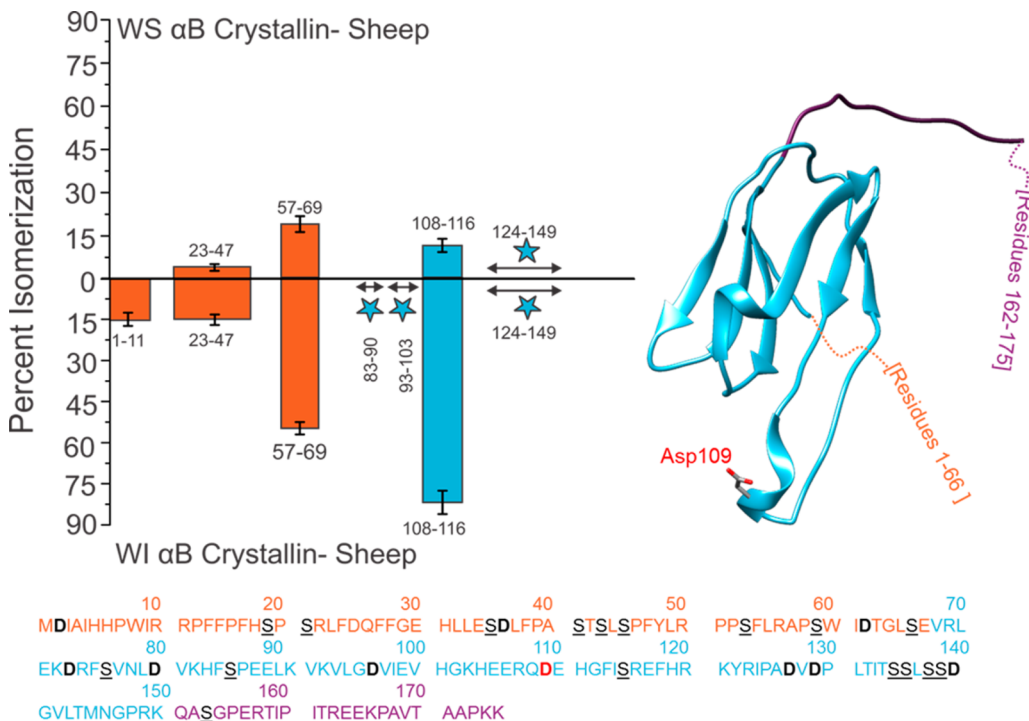 WS αB Crystallin- Sheep
90
75
60
45
30
15
0
15
30
45
60
75
90
Percent Isomerization
1-11
23-47
23-47
57-69
57-69
83-90
93-103
108-116
108-116
124-149
124-149
WI αB Crystallin- Sheep
[Residues 162-175]
[Residues 1-66 ]
Asp109
10 20 30 40 50 60 70
MDIAIHHPWIR RPFFPFHSP SRLFDQFFGE HLLESDLFPA STSLSPFYLR PPSFLRAPSW IDTGLSEVRL
80 90 100 110 120 130 140
EKDRFSVNLD VKHFSPEELK VKVLGDVIEV HGKHEERQDE HGFISREFHR KYRIPADVDP LTITSSLSSD
150 160 170
GVLTMNGPRK QASGPERTIP ITREEKPAVT AAPKK